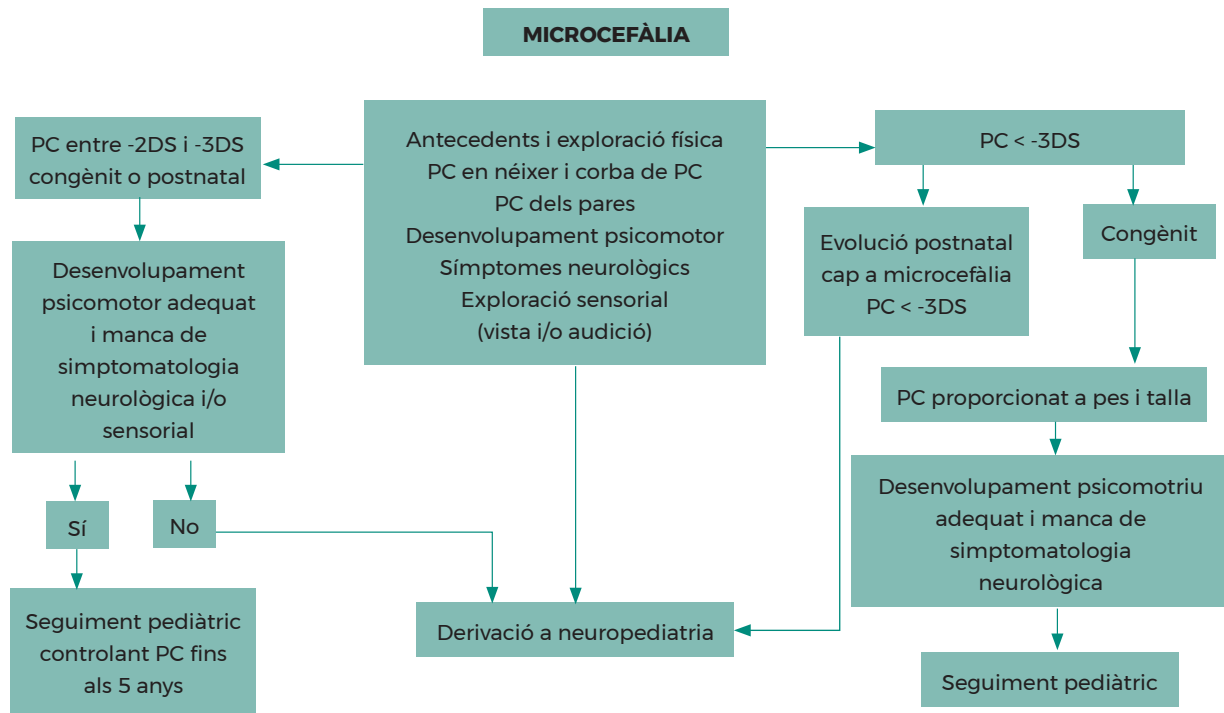 MICROCEFÀLIA
PC entre -2DS i -3DS
congènit o postnatal
Desenvolupament
psicomotor adequat
i manca de
simptomatologia
neurològica i/o
sensorial
Sí
No
Seguiment pediàtric
controlant PC fins
als 5 anys
Antecedents i exploració física
PC en néixer i corba de PC
PC dels pares
Desenvolupament psicomotor
Símptomes neurològics
Exploració sensorial
(vista i/o audició)
Derivació a neuropediatria
PC < -3DS
Evolució postnatal
cap a microcefàlia
PC < -3DS
Congènit
PC proporcionat a pes i talla
Desenvolupament psicomotriu
adequat i manca de
simptomatologia
neurològica
Seguiment pediàtric